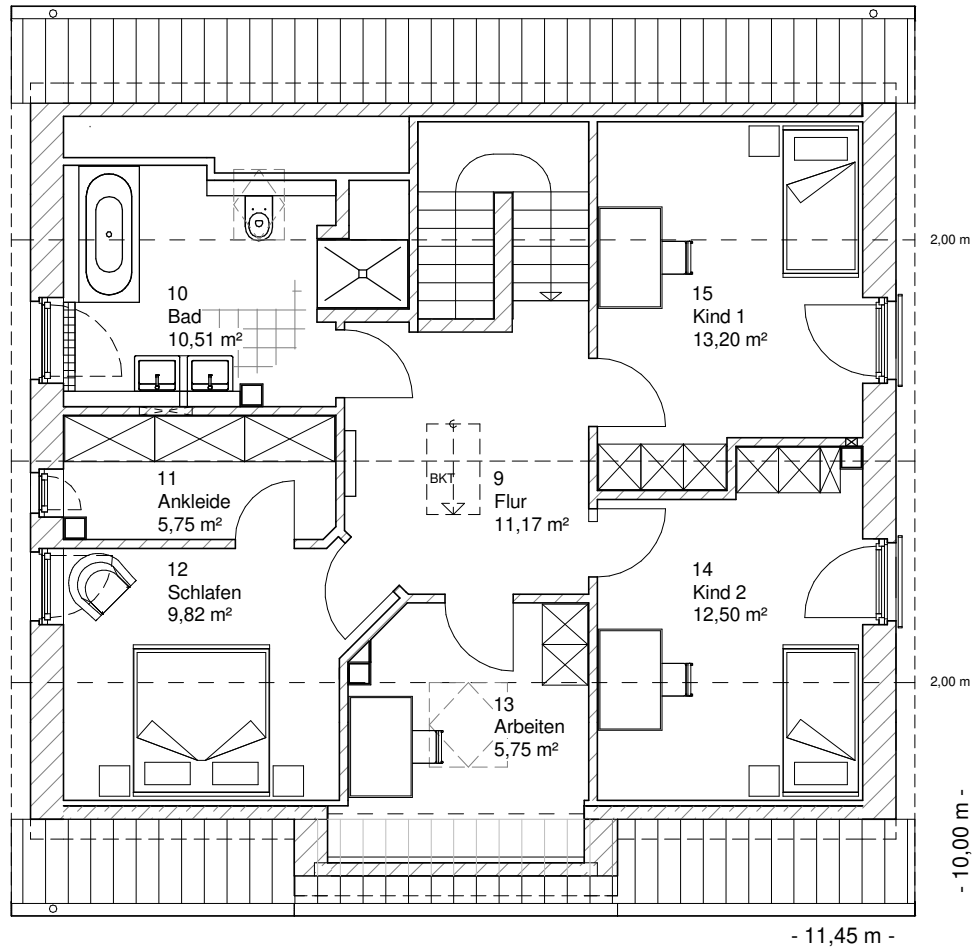 2,00 m
10
Bad
10,51 m²
15
Kind 1
13,20 m²
11
Ankleide
5,75 m²
BKT
9
Flur
11,17 m²
12
Schlafen
9,82 m²
14
Kind 2
12,50 m²
2,00 m
13
Arbeiten
5,75 m²
- 10,00 m -
- 11,45 m -